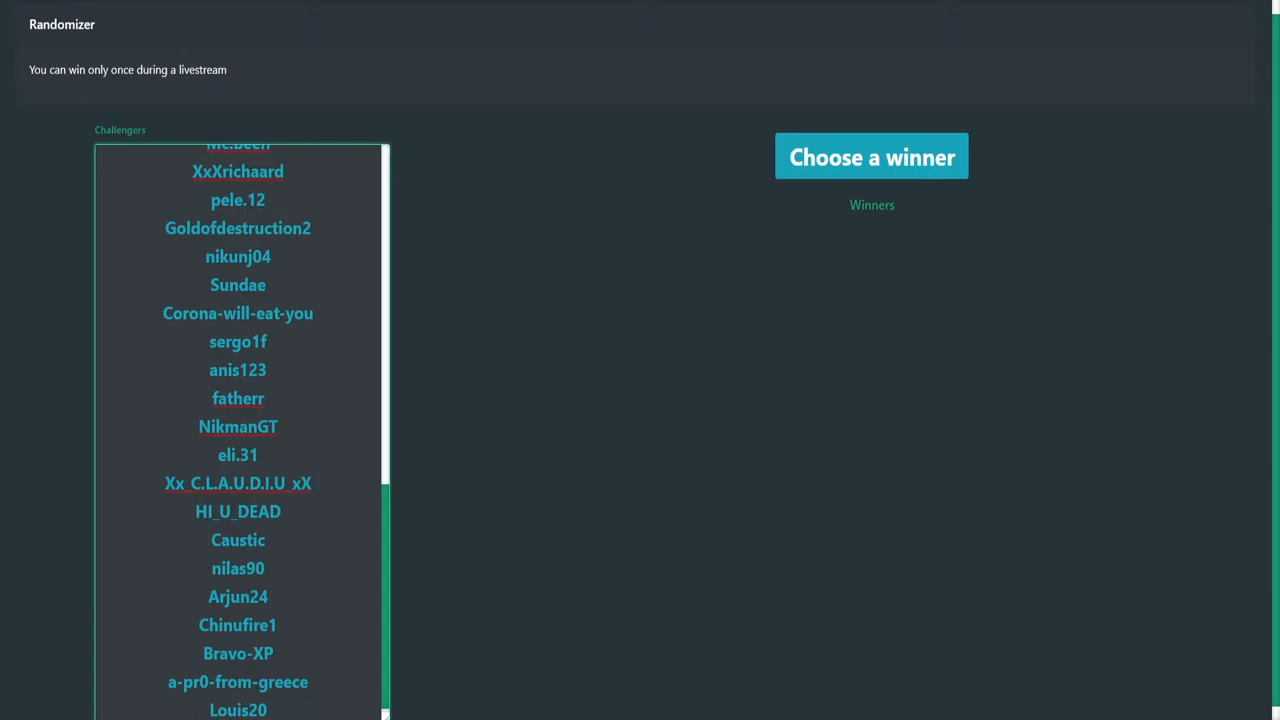 Randomizer
You can win only once during a livestream
Challengers
Mc.Been
XxXrichaard
pele.12
Goldofdestruction2
nikunj04
Sundae
Corona-will-eat-you
sergo1f
anis123
fatherr
NikmanGT
eli.31
Xx_C.L.A.U.D.I.U_xX
HI_U_DEAD
Caustic
nilas90
Arjun24
Chinufire1
Bravo-XP
a-pr0-from-greece
Louis20
Choose a winner
Winners